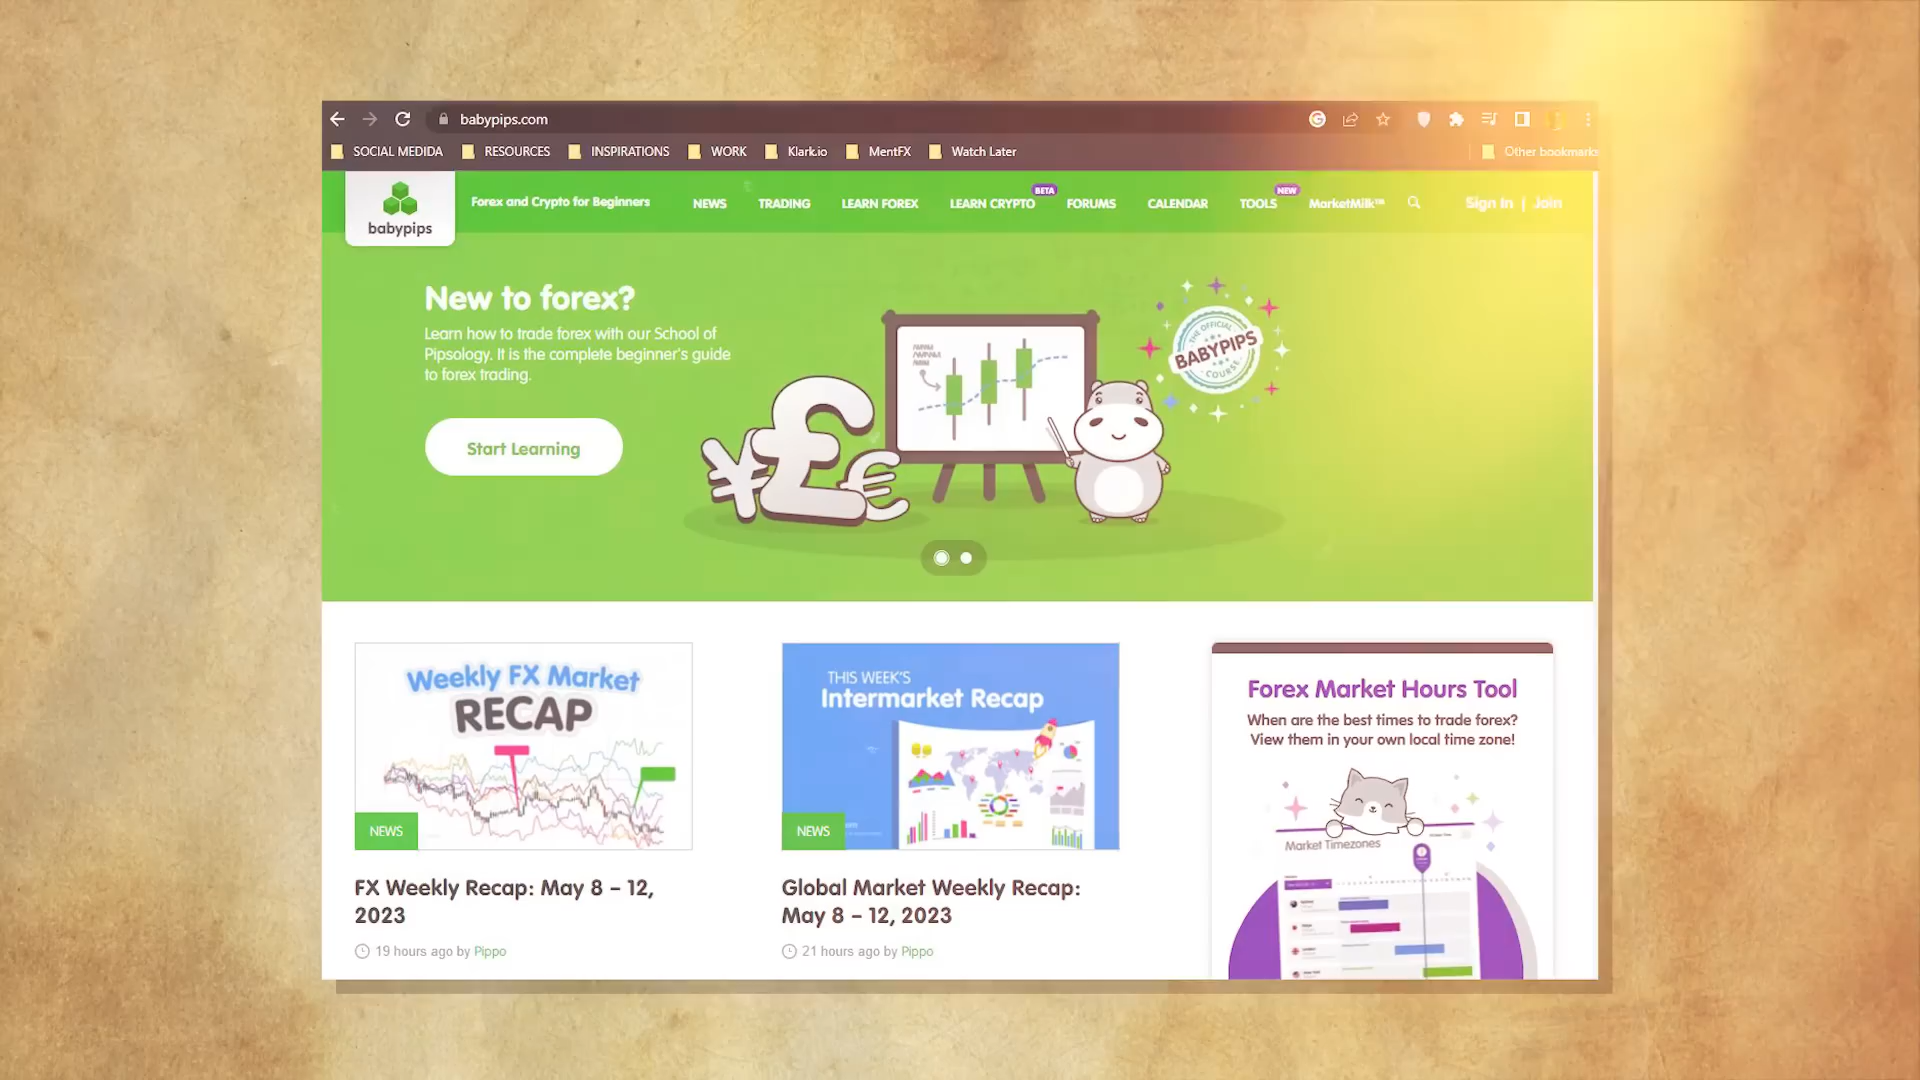 babypips.com
SOCIAL MEDIDA RESOURCES INSPIRATIONS WORK Klark.io MentFX Watch Later Other bookmarks
babypips
Forex and Crypto for Beginners
NEWS TRADING LEARN FOREX LEARN CRYPTO BETA FORUMS CALENDAR TOOLS NEW MarketMilk™ Sign In | Join
New to forex?
Learn how to trade forex with our School of
Pipsology. It is the complete beginner's guide
to forex trading.
Start Learning
THE OFFICIAL
BABYPIPS
COURSE
Weekly FX Market
RECAP
NEWS
FX Weekly Recap: May 8 – 12,
2023
19 hours ago by Pippo
THIS WEEK'S
Intermarket Recap
NEWS
Global Market Weekly Recap:
May 8 – 12, 2023
21 hours ago by Pippo
Forex Market Hours Tool
When are the best times to trade forex?
View them in your own local time zone!
Market Timezones